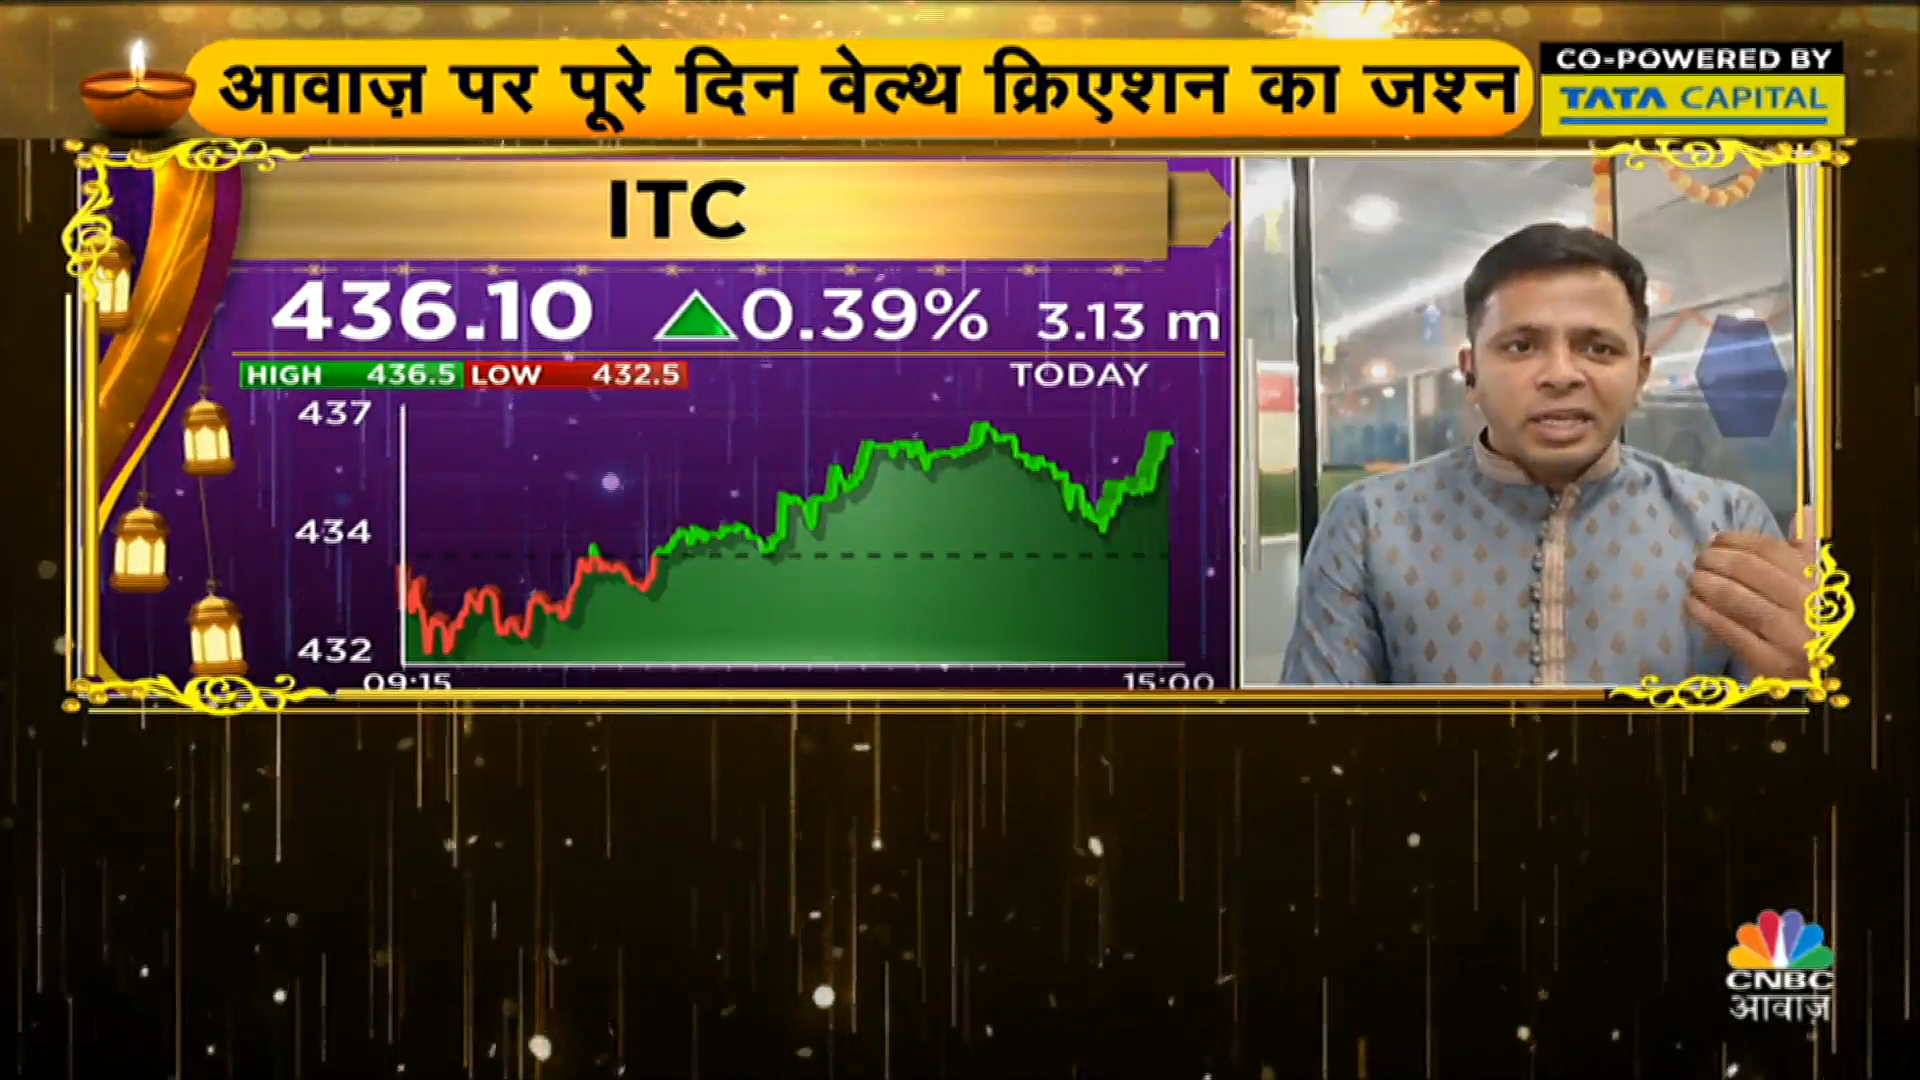 आवाज़ पर पूरे दिन वेल्थ क्रिएशन का जश्न
CO-POWERED BY
TATA CAPITAL
ITC
436.10 0.39% 3.13 m
HIGH 436.5 LOW 432.5 TODAY
437
434
432
09:15 15:00
CNBC
आवाज़